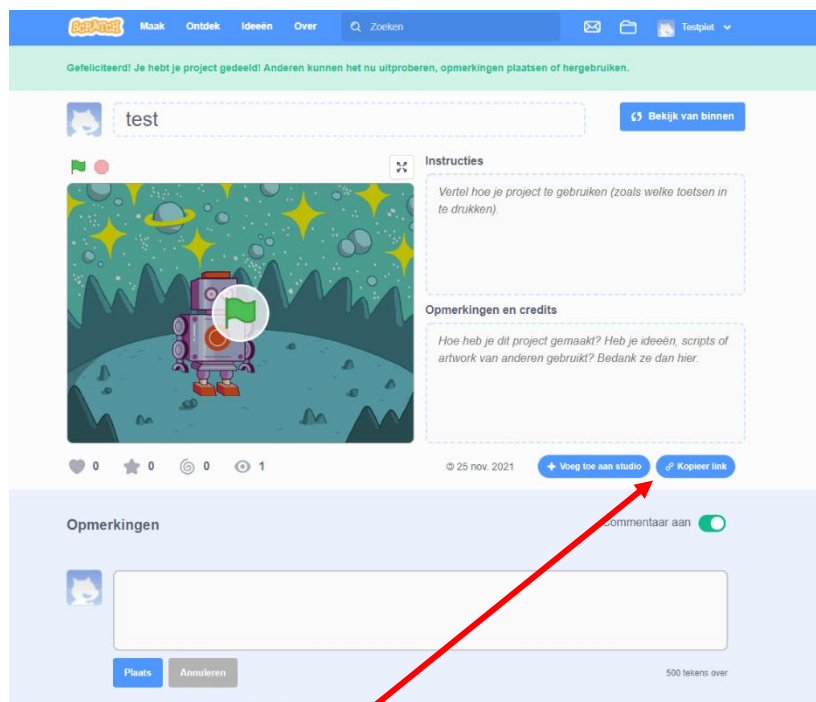 SCRATCH Maak Ontdek Ideeën Over Zoeken Testpiet
Gefeliciteerd! Je hebt je project gedeeld! Anderen kunnen het nu uitproberen, opmerkingen plaatsen of hergebruiken.
test
Bekijk van binnen
Instructies
Vertel hoe je project te gebruiken (zoals welke toetsen in
te drukken).
Opmerkingen en credits
Hoe heb je dit project gemaakt? Heb je ideeën, scripts of
artwork van anderen gebruikt? Bedank ze dan hier.
0 0 0 1
© 25 nov. 2021 Voeg toe aan studio Kopieer link
Opmerkingen
Commentaar aan
Plaats Annuleren
500 tekens over